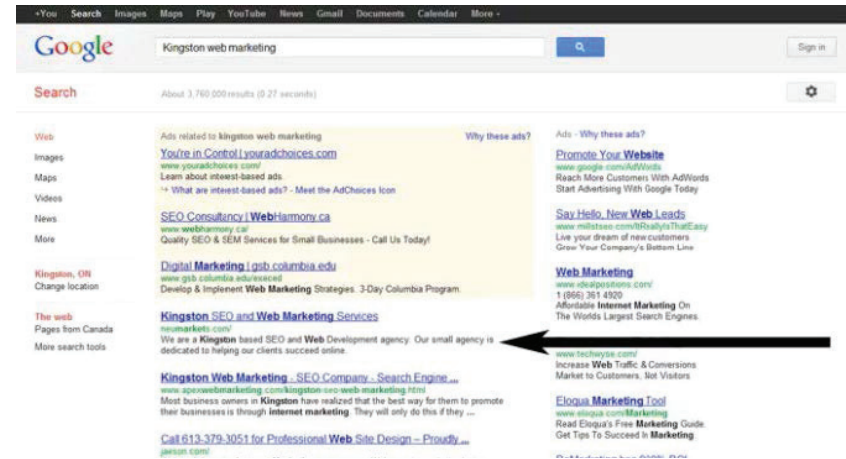 +You Search Images Maps Play YouTube News Gmail Documents Calendar More
Google
Kingston web marketing
Sign in
Search
About 3,760,000 results (0.27 seconds)
Web
Images
Maps
Videos
News
More
Kingston, ON
Change location
The web
Pages from Canada
More search tools
Ads related to kingston web marketing Why these ads?
You're in Control | youradchoices.com
www.youradchoices.com/
Learn about interest-based ads.
What are interest-based ads? - Meet the AdChoices Icon
SEO Consultancy | WebHarmony.ca
www.webharmony.ca/
Quality SEO & SEM Services for Small Businesses - Call Us Today!
Digital Marketing | gsb.columbia.edu
www.gsb.columbia.edu/execed
Develop & Implement Web Marketing Strategies. 3-Day Columbia Program.
Kingston SEO and Web Marketing Services
neumarkets.com/
We are a Kingston based SEO and Web Development agency. Our small agency is
dedicated to helping our clients succeed online.
Kingston Web Marketing - SEO Company - Search Engine ...
www.apexwebmarketing.com/kingston-seo-web-marketing.html
Most business owners in Kingston have realized that the best way for them to promote
their businesses is through internet marketing. They will only do this if they ...
Call 613-379-3051 for Professional Web Site Design – Proudly ...
jaeson.com/
Ads - Why these ads?
Promote Your Website
www.google.com/AdWords
Reach More Customers With AdWords
Start Advertising With Google Today
Say Hello, New Web Leads
www.millstseo.com/ItReallyIsThatEasy
Live your dream of new customers
Grow Your Company's Bottom Line
Web Marketing
www.idealpositions.com/
1 (866) 361 4920
Affordable Internet Marketing On
The Worlds Largest Search Engines.
www.techwyse.com/
Increase Web Traffic & Conversions
Market to Customers, Not Visitors
Eloqua Marketing Tool
www.eloqua.com/Marketing
Read Eloqua's Free Marketing Guide.
Get Tips To Succeed In Marketing